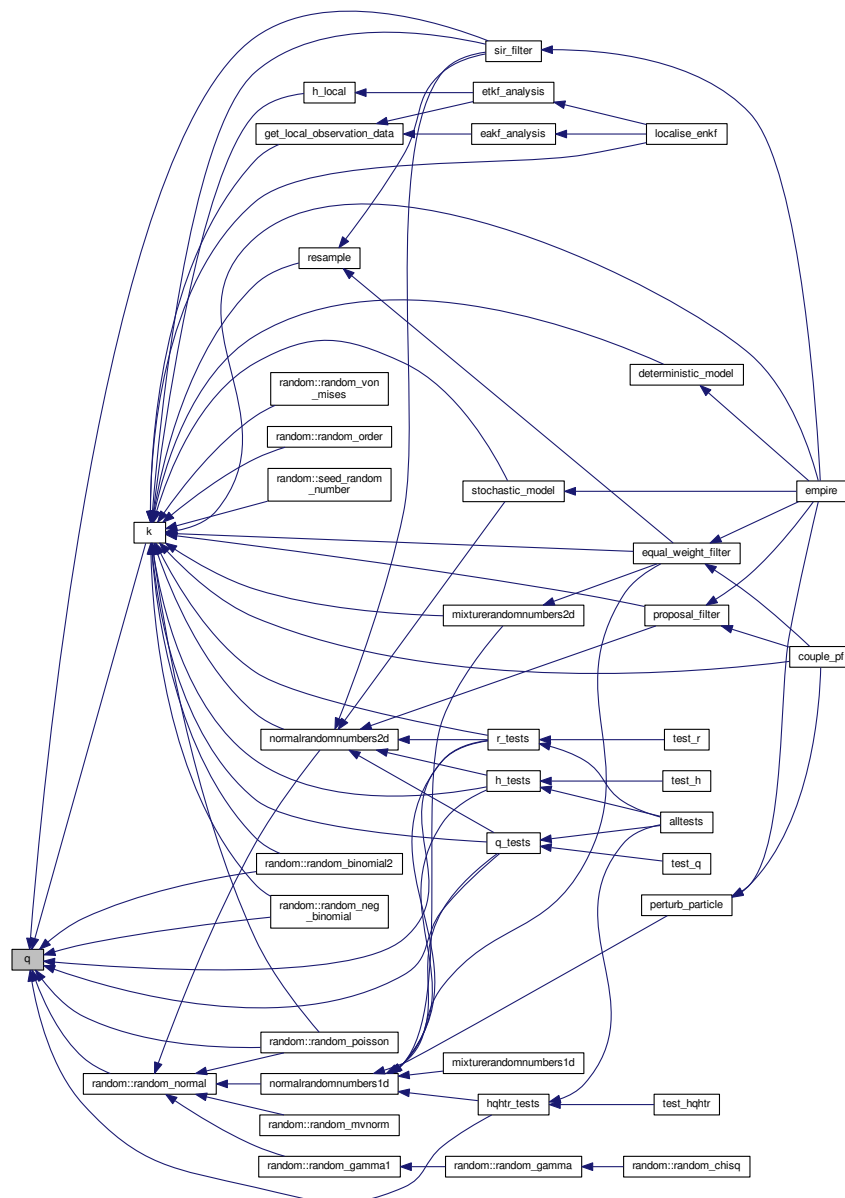 sir_filter
h_local
etkf_analysis
get_local_observation_data
eakf_analysis
localise_enkf
resample
deterministic_model
random::random_von
_mises
random::random_order
random::seed_random
_number
stochastic_model
empire
k
equal_weight_filter
mixturerandomnumbers2d
proposal_filter
couple_pf
normalrandomnumbers2d
r_tests
test_r
h_tests
test_h
alltests
q_tests
test_q
random::random_binomial2
random::random_neg
_binomial
perturb_particle
q
random::random_poisson
mixturerandomnumbers1d
random::random_normal
normalrandomnumbers1d
hqhtr_tests
test_hqhtr
random::random_mvnorm
random::random_gamma1
random::random_gamma
random::random_chisq